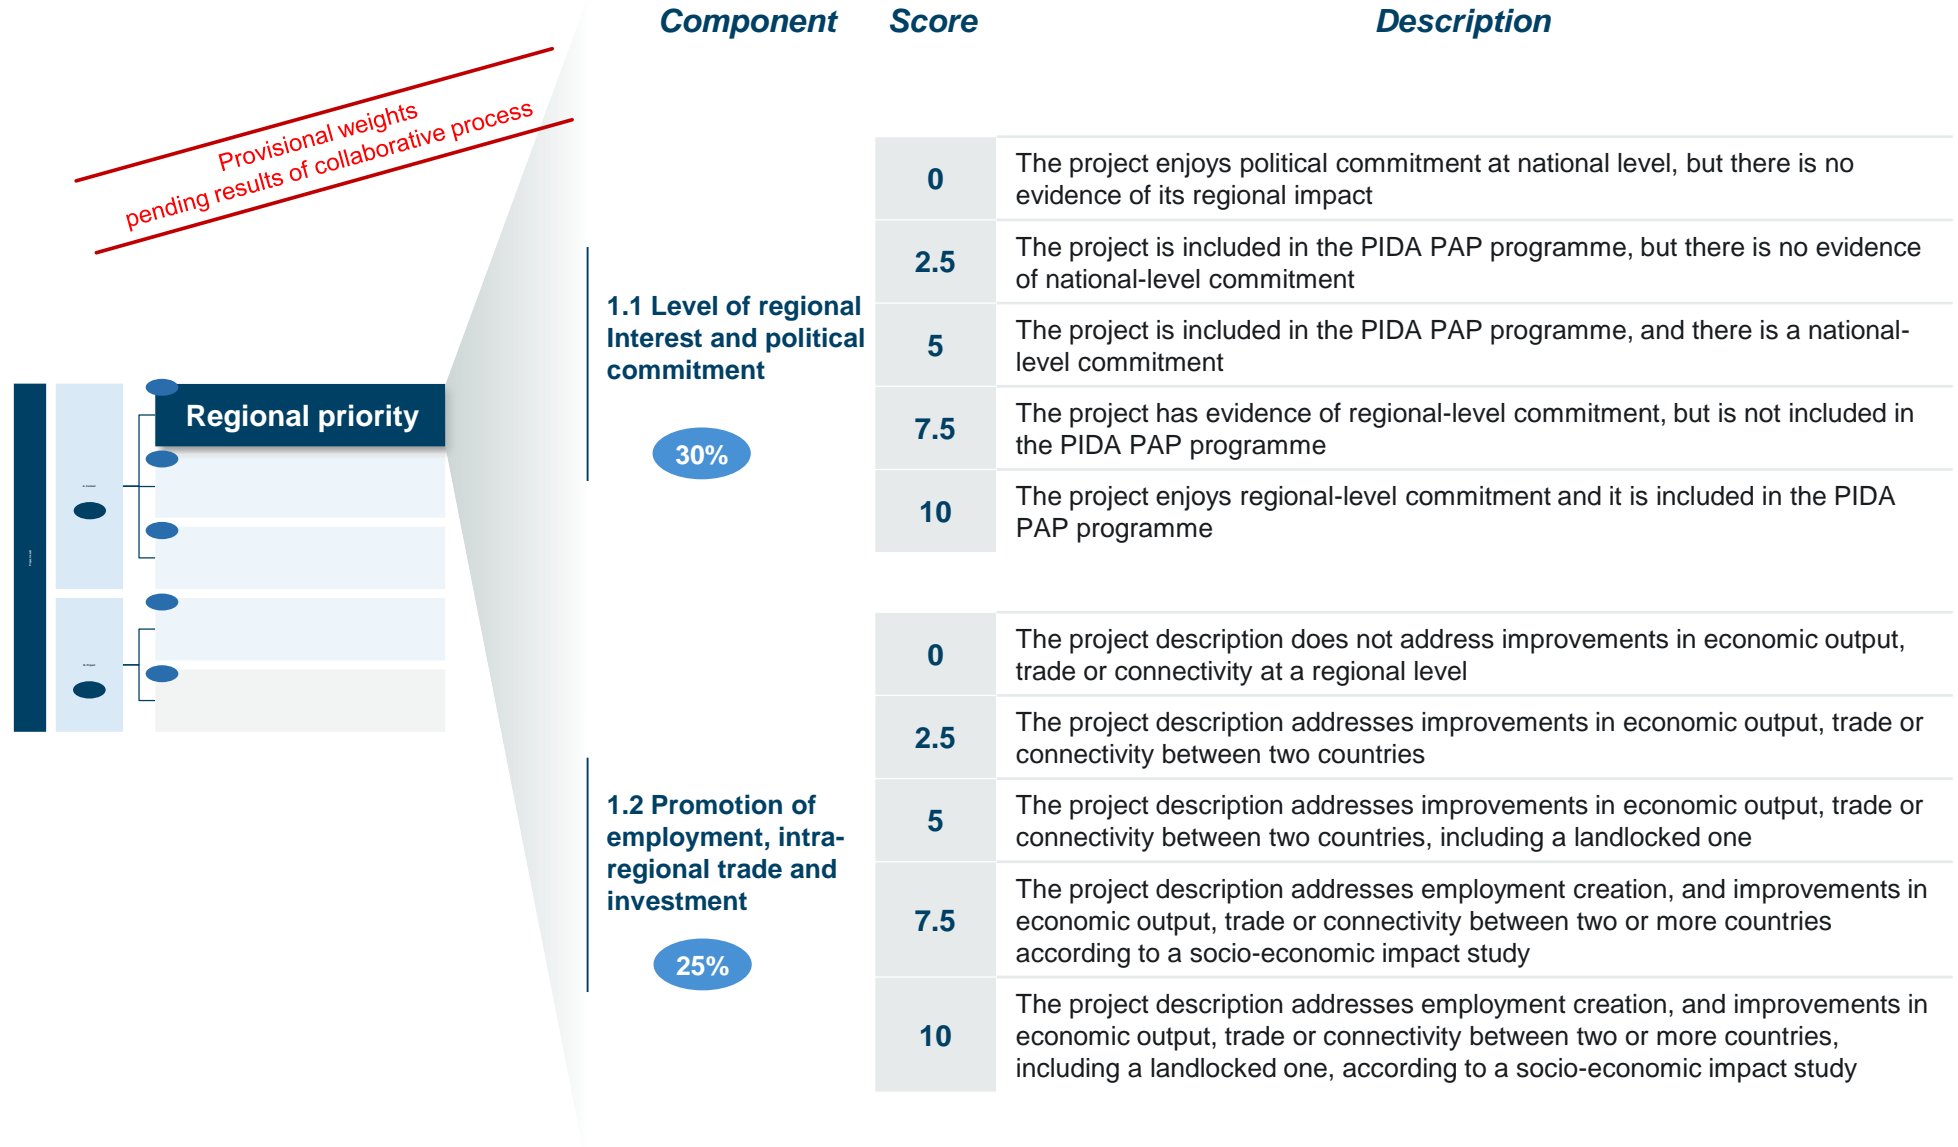 Component Score Description
Provisional weights
pending results of collaborative process
Regional priority
1.1 Level of regional
Interest and political
commitment
30%
0
The project enjoys political commitment at national level, but there is no
evidence of its regional impact
2.5
The project is included in the PIDA PAP programme, but there is no evidence
of national-level commitment
5
The project is included in the PIDA PAP programme, and there is a national-
level commitment
7.5
The project has evidence of regional-level commitment, but is not included in
the PIDA PAP programme
10
The project enjoys regional-level commitment and it is included in the PIDA
PAP programme
1.2 Promotion of
employment, intra-
regional trade and
investment
25%
0
The project description does not address improvements in economic output,
trade or connectivity at a regional level
2.5
The project description addresses improvements in economic output, trade or
connectivity between two countries
5
The project description addresses improvements in economic output, trade or
connectivity between two countries, including a landlocked one
7.5
The project description addresses employment creation, and improvements in
economic output, trade or connectivity between two or more countries
according to a socio-economic impact study
10
The project description addresses employment creation, and improvements in
economic output, trade or connectivity between two or more countries,
including a landlocked one, according to a socio-economic impact study